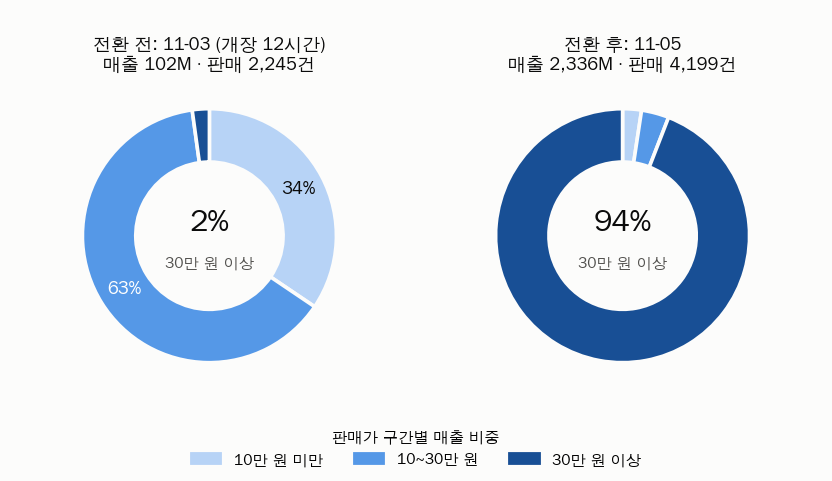 전환 전: 11-03 (개장 12시간)
매출 102M · 판매 2,245건
34%
63%
2%
30만 원 이상
전환 후: 11-05
매출 2,336M · 판매 4,199건
94%
30만 원 이상
판매가 구간별 매출 비중
10만 원 미만
10~30만 원
30만 원 이상